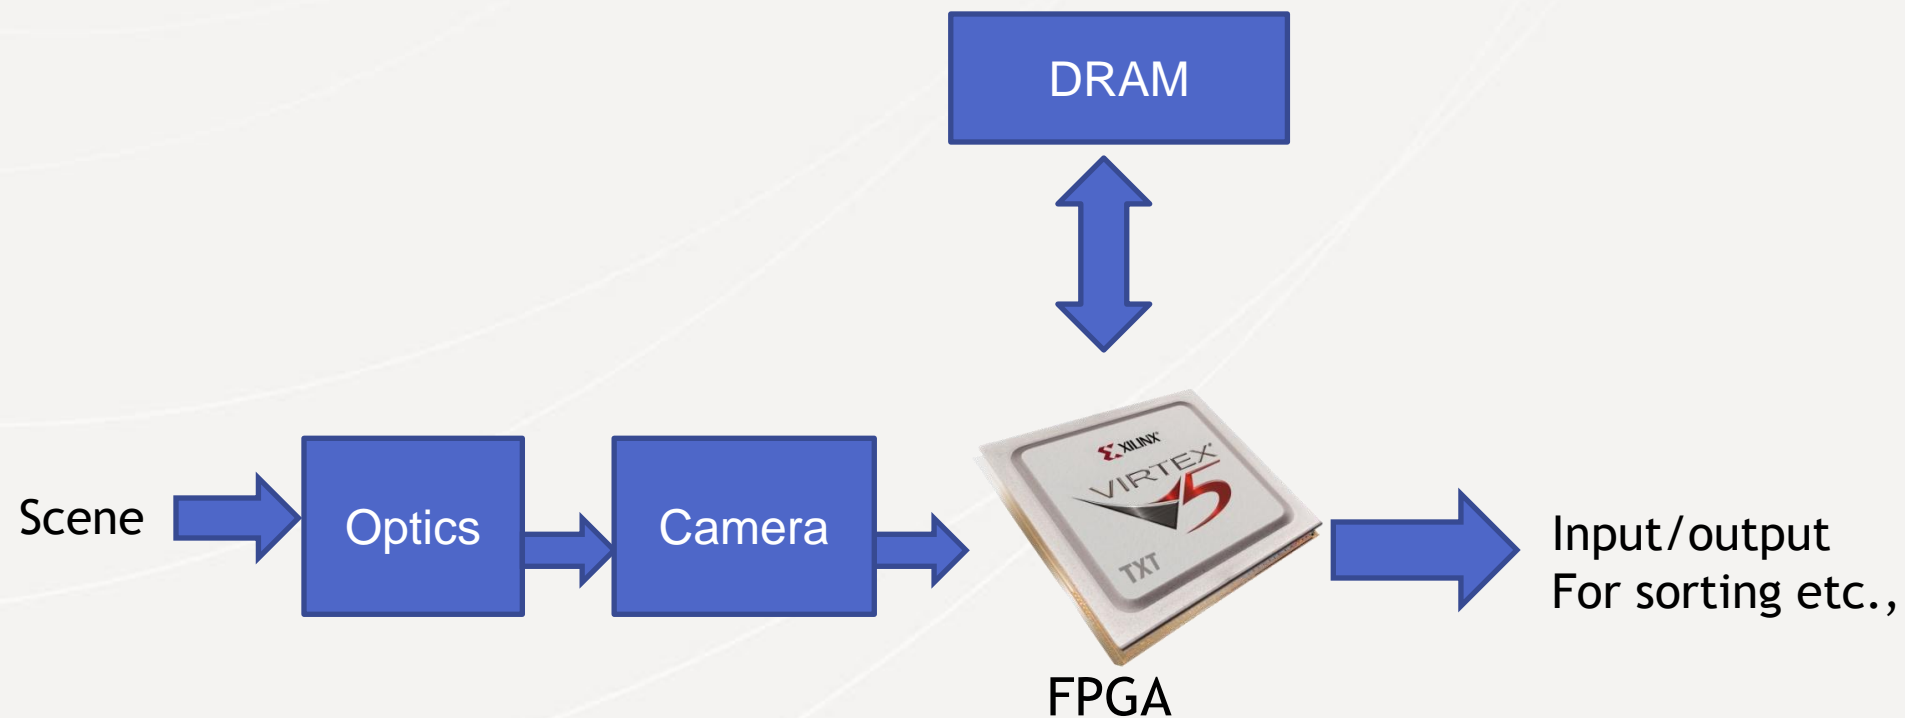 DRAM
Scene
Optics
Camera
XILINX
VIRTEX
5
TXT
Input/output
For sorting etc.,
FPGA